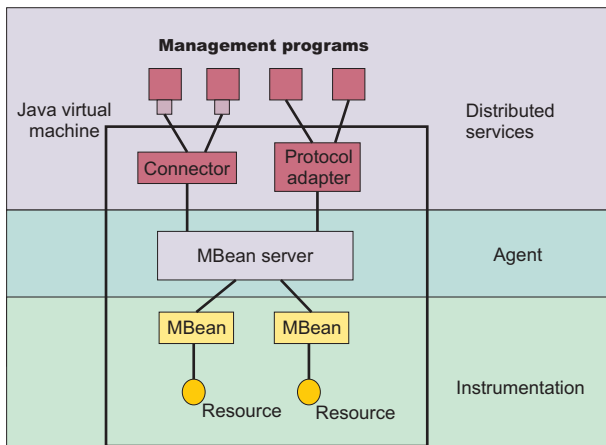 Management programs
Java virtual
machine
Distributed
services
Connector
Protocol
adapter
MBean server
Agent
MBean
MBean
Instrumentation
Resource
Resource